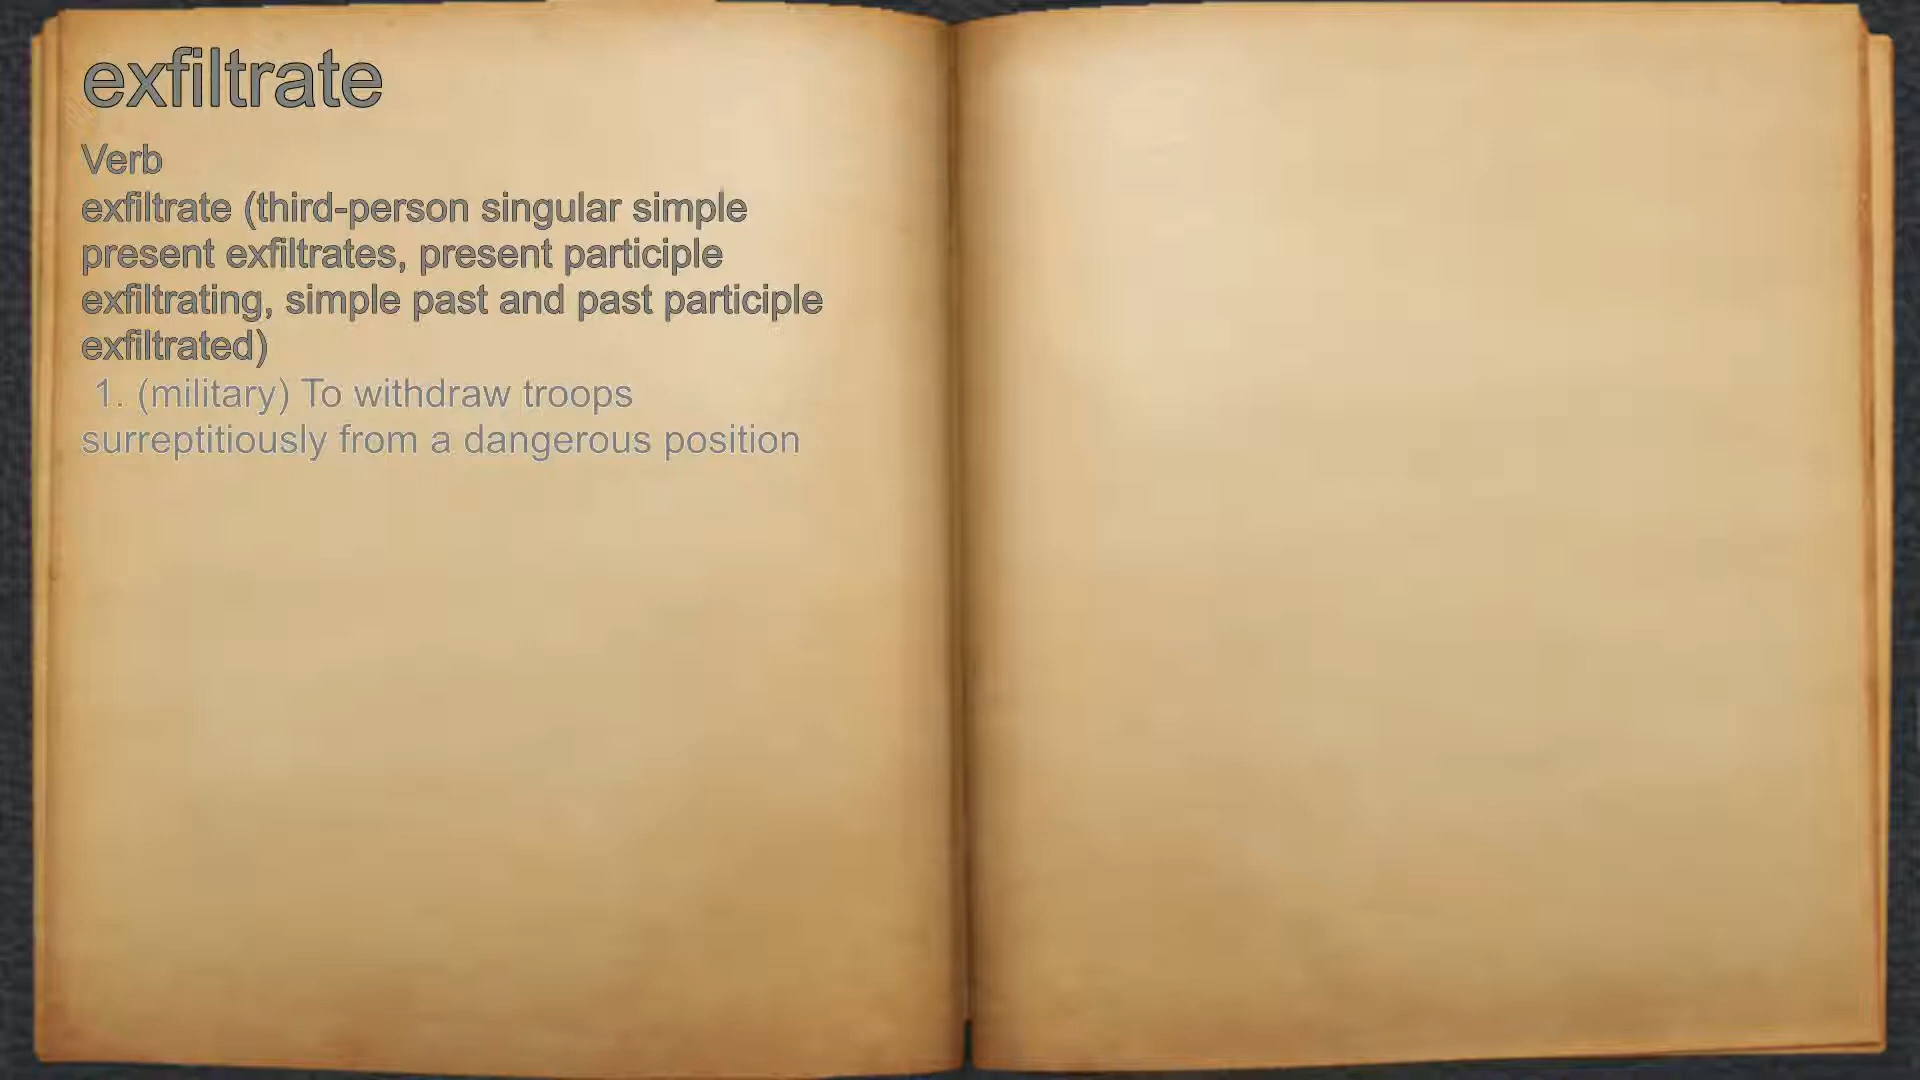 exfiltrate
Verb
exfiltrate (third-person singular simple
present exfiltrates, present participle
exfiltrating, simple past and past participle
exfiltrated)
1. (military) To withdraw troops
surreptitiously from a dangerous position